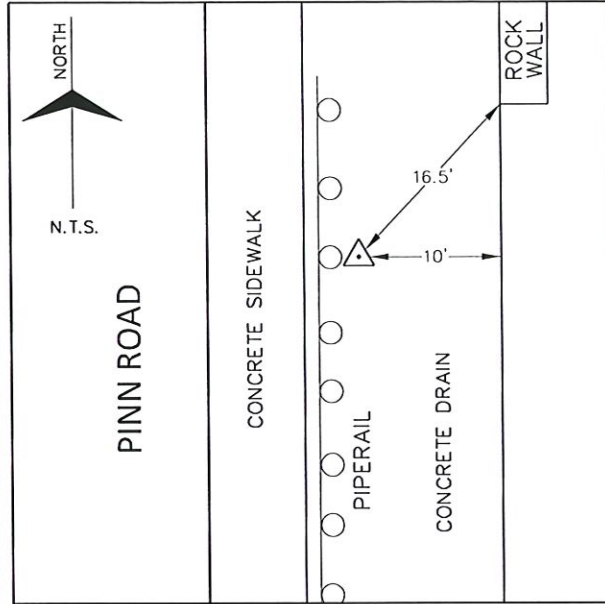 NORTH
N.T.S.
PINN ROAD
CONCRETE SIDEWALK
PIPERAIL
CONCRETE DRAIN
ROCK
WALL
16.5'
10'